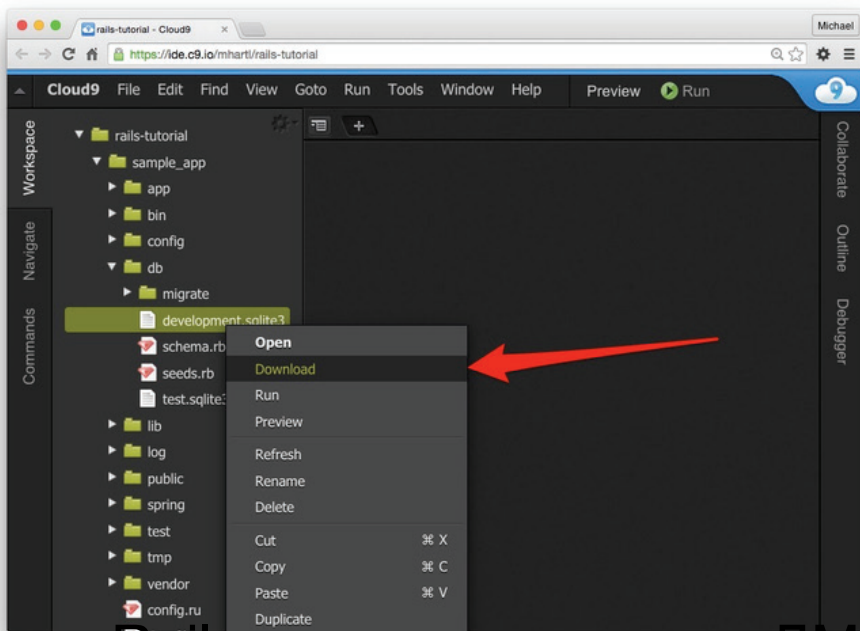 rails-tutorial - Cloud9
Michael
https://ide.c9.io/mhartl/rails-tutorial
Cloud9 File Edit Find View Goto Run Tools Window Help Preview Run
9
Workspace
Navigate
Commands
rails-tutorial
sample_app
app
bin
config
db
migrate
development.sqlite3
schema.rb
seeds.rb
test.sqlite3
lib
log
public
spring
test
tmp
vendor
config.ru
Open
Download
Run
Preview
Refresh
Rename
Delete
Cut ⌘ X
Copy ⌘ C
Paste ⌘ V
Duplicate
Collaborate
Outline
Debugger